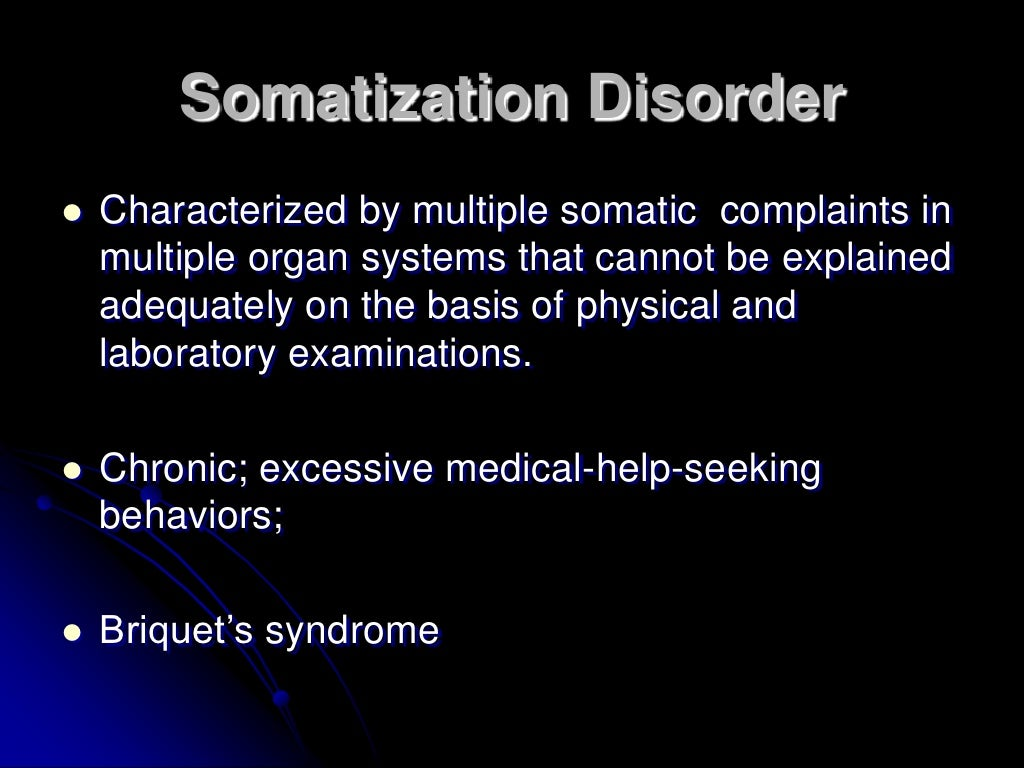 Somatization Disorder
● Characterized by multiple somatic  complaints in
multiple organ systems that cannot be explained
adequately on the basis of physical and
laboratory examinations.
● Chronic; excessive medical-help-seeking
behaviors;
● Briquet’s syndrome